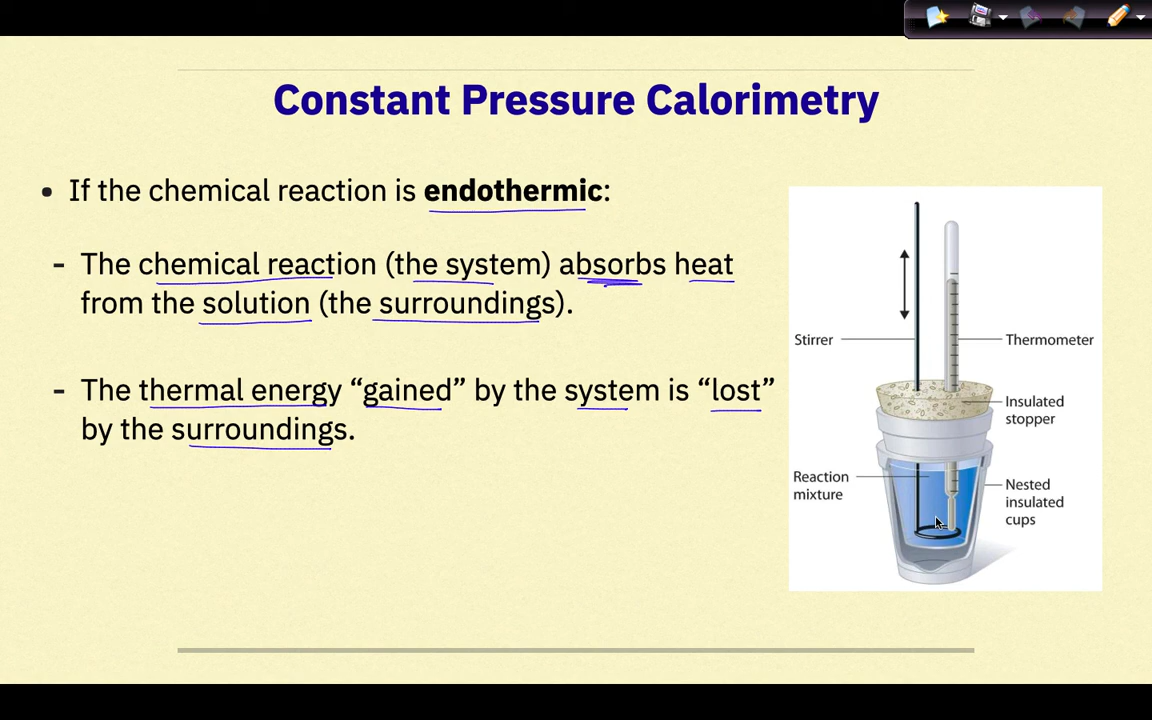 Constant Pressure Calorimetry
• If the chemical reaction is endothermic:
- The chemical reaction (the system) absorbs heat
from the solution (the surroundings).
- The thermal energy “gained” by the system is “lost”
by the surroundings.
Stirrer
Thermometer
Insulated
stopper
Reaction
mixture
Nested
insulated
cups